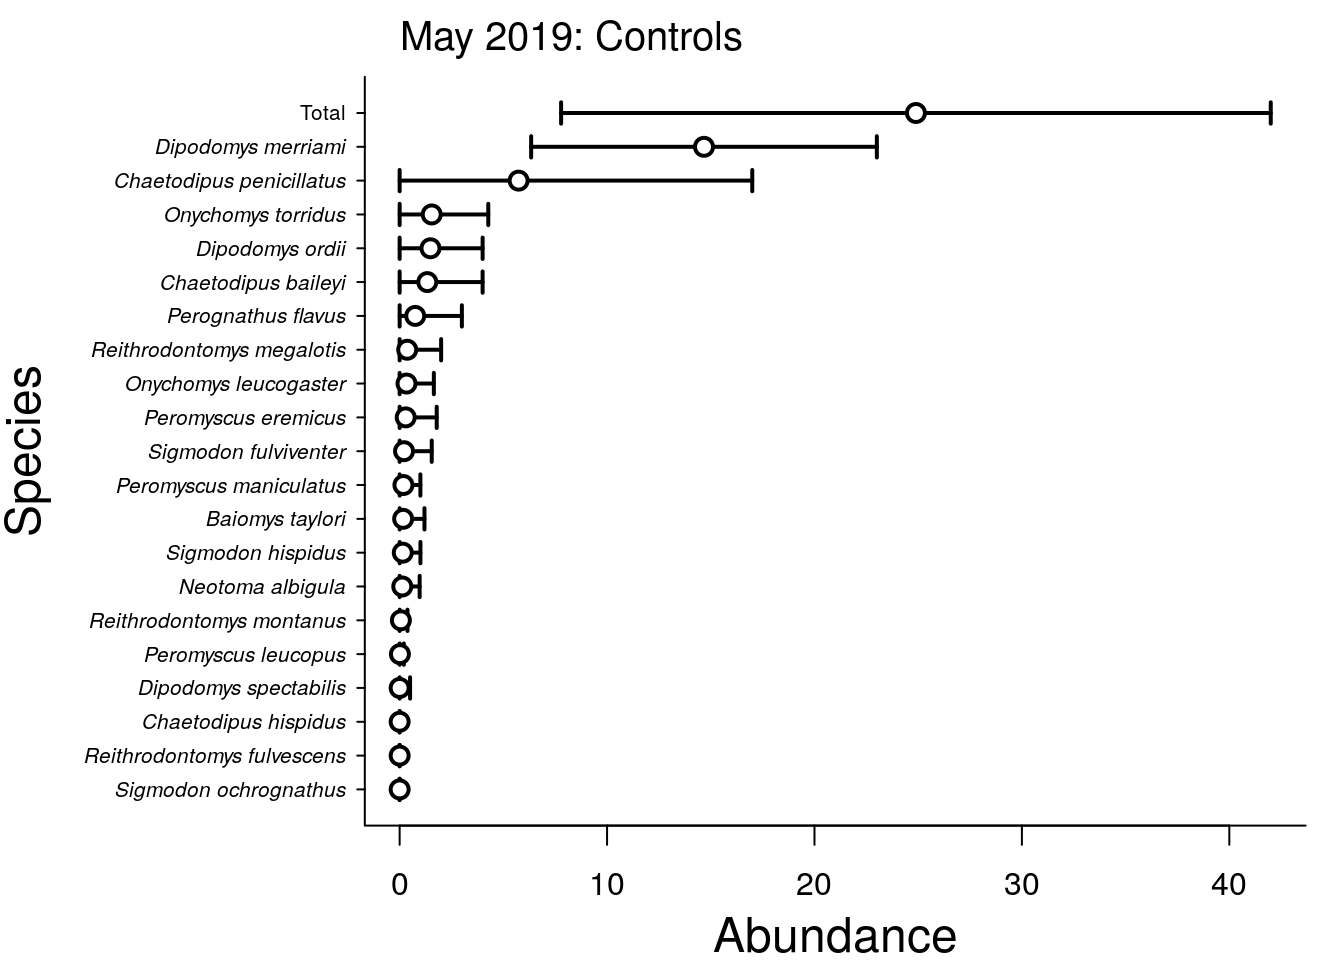 May 2019: Controls
Total
Dipodomys merriami
Chaetodipus penicillatus
Onychomys torridus
Dipodomys ordii
Chaetodipus baileyi
Perognathus flavus
Reithrodontomys megalotis
Onychomys leucogaster
Peromyscus eremicus
Sigmodon fulviventer
Peromyscus maniculatus
Baiomys taylori
Sigmodon hispidus
Neotoma albigula
Reithrodontomys montanus
Peromyscus leucopus
Dipodomys spectabilis
Chaetodipus hispidus
Reithrodontomys fulvescens
Sigmodon ochrognathus
Species
0 10 20 30 40
Abundance